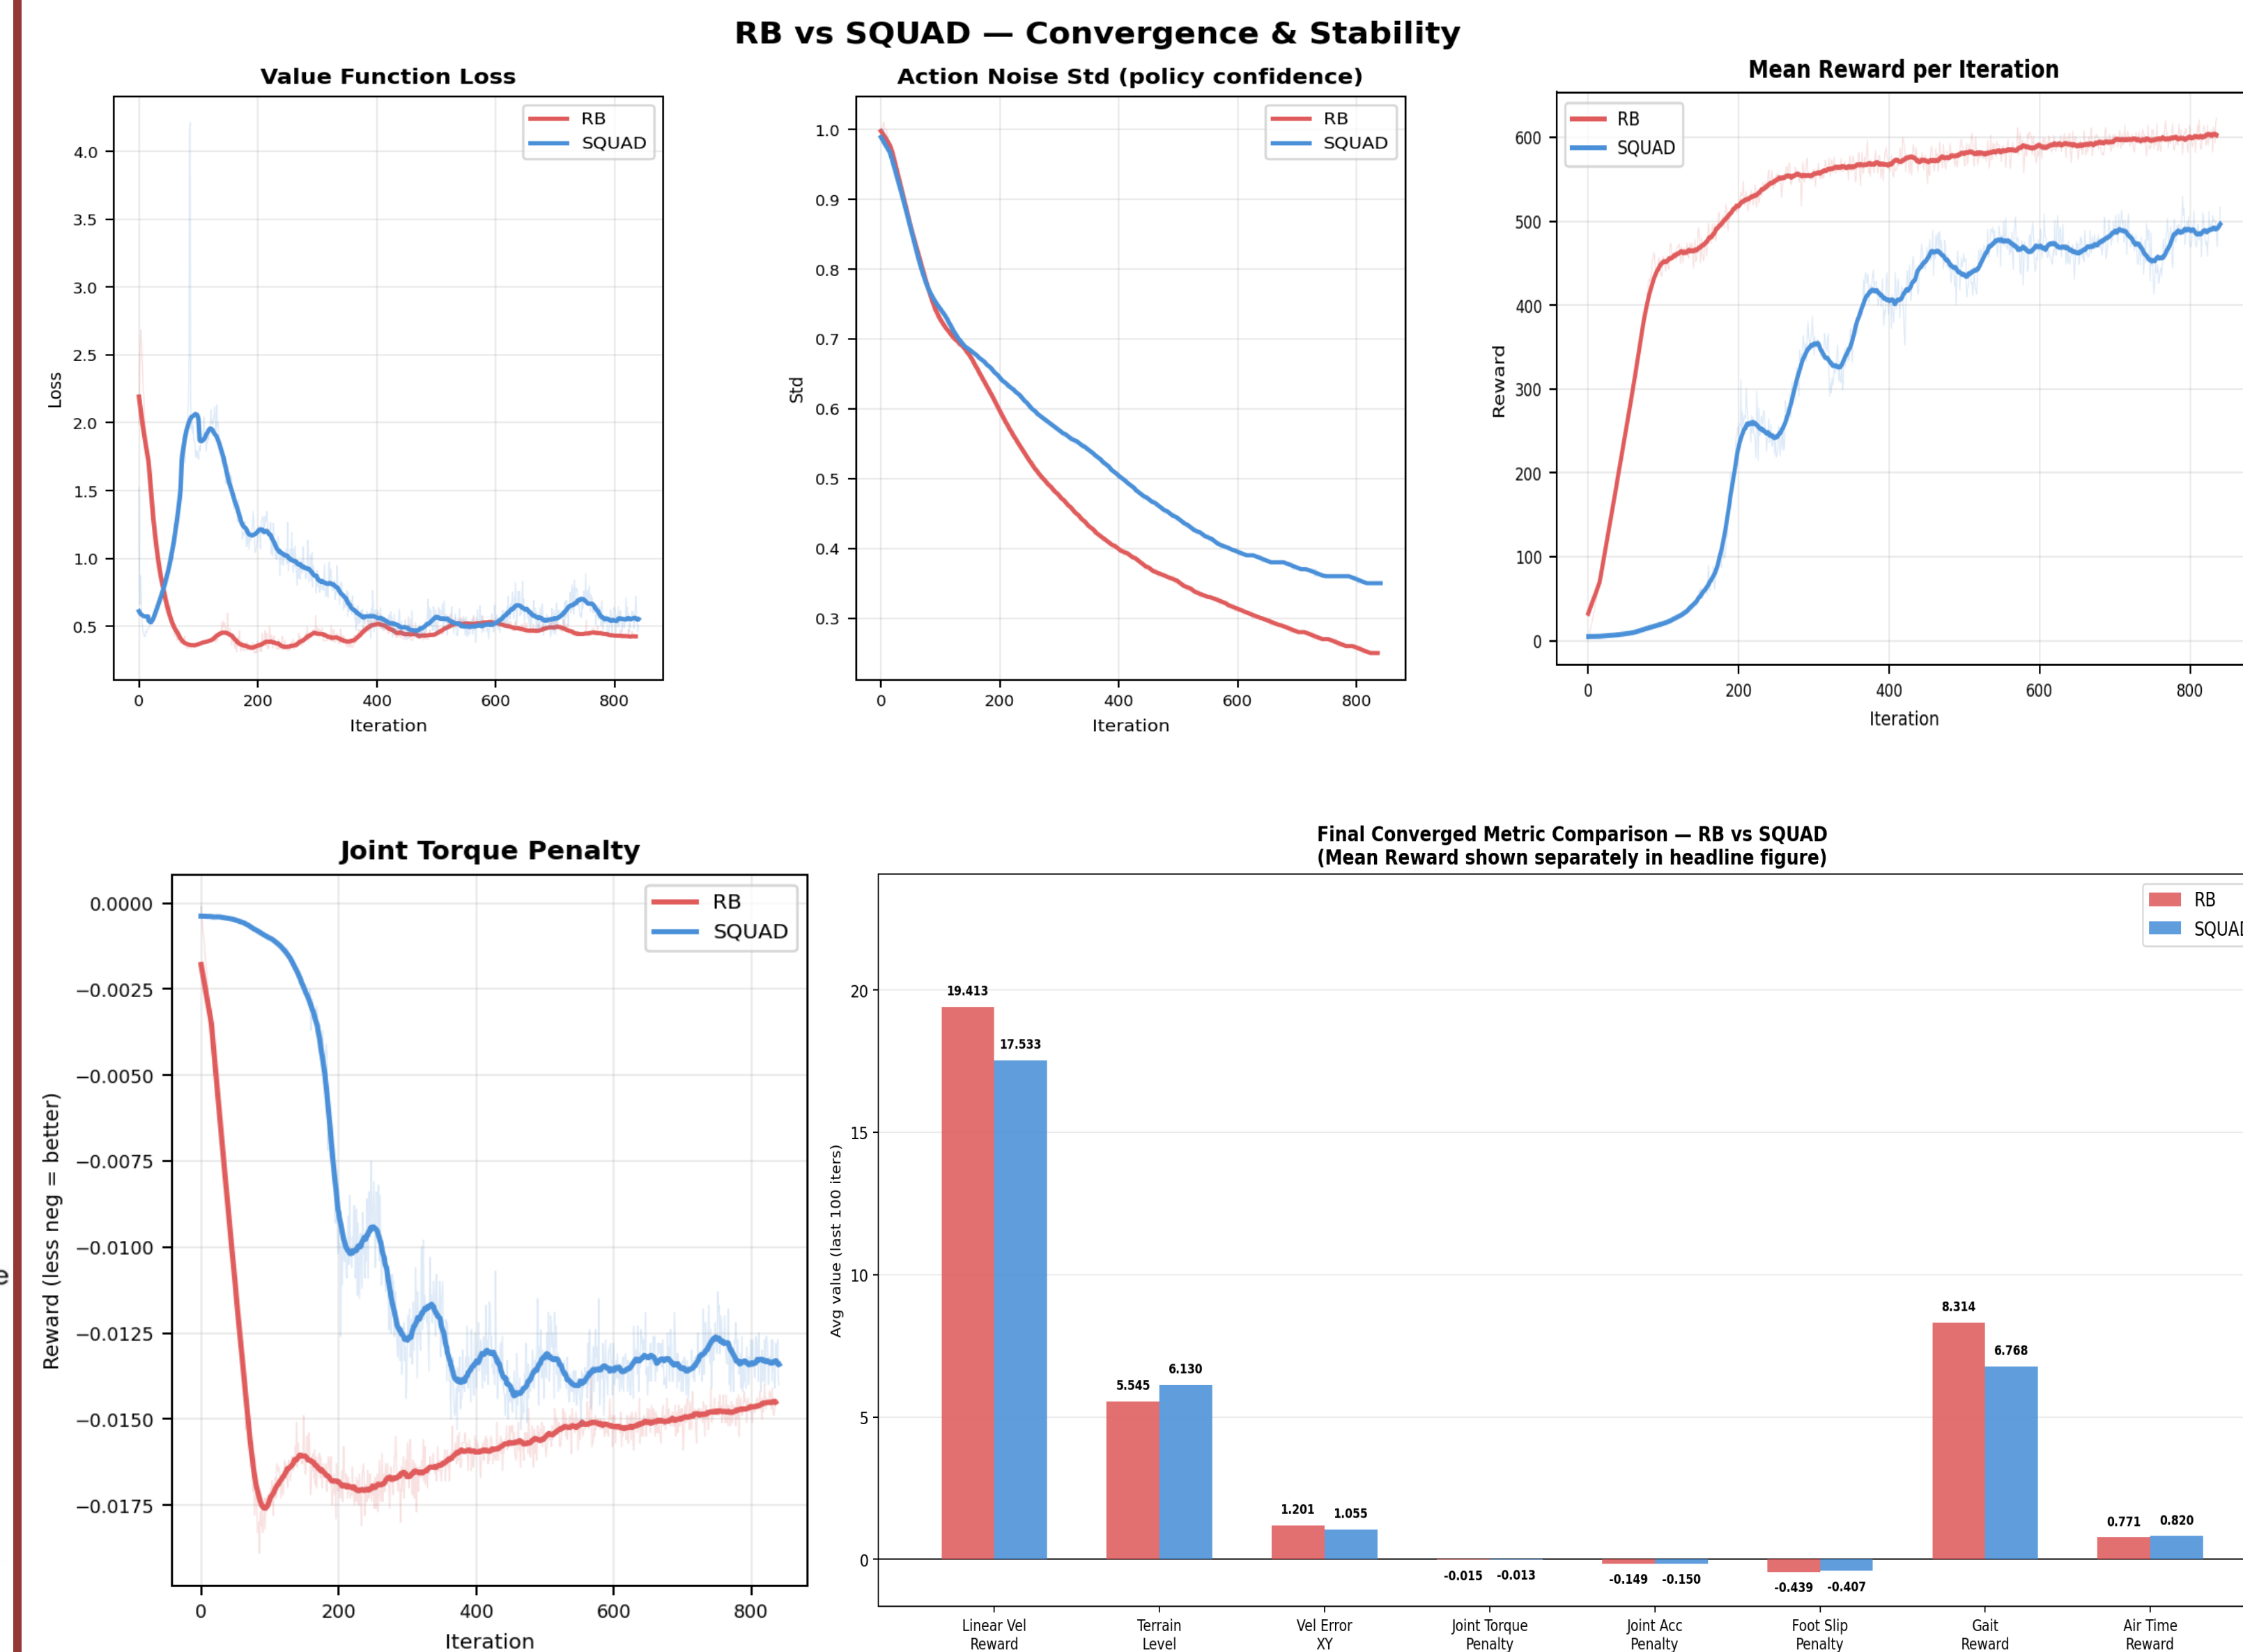 RB vs SQUAD — Convergence & Stability
Value Function Loss
RB
SQUAD
4.0
3.5
3.0
2.5
2.0
1.5
1.0
0.5
Loss
0 200 400 600 800
Iteration
Action Noise Std (policy confidence)
RB
SQUAD
1.0
0.9
0.8
0.7
0.6
0.5
0.4
0.3
Std
0 200 400 600 800
Iteration
Mean Reward per Iteration
RB
SQUAD
600
500
400
300
200
100
0
Reward
0 200 400 600 800
Iteration
Joint Torque Penalty
RB
SQUAD
0.0000
−0.0025
−0.0050
−0.0075
−0.0100
−0.0125
−0.0150
−0.0175
Reward (less neg = better)
0 200 400 600 800
Iteration
Final Converged Metric Comparison — RB vs SQUAD
(Mean Reward shown separately in headline figure)
RB
SQUAD
20
15
10
5
0
Avg value (last 100 iters)
19.413 17.533
5.545 6.130
1.201 1.055
-0.015 -0.013
-0.149 -0.150
-0.439 -0.407
8.314 6.768
0.771 0.820
Linear Vel
Reward
Terrain
Level
Vel Error
XY
Joint Torque
Penalty
Joint Acc
Penalty
Foot Slip
Penalty
Gait
Reward
Air Time
Reward